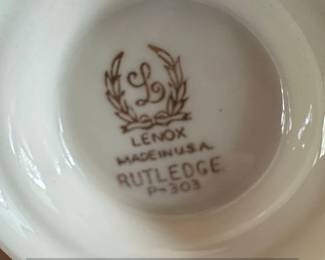 L
LENOX
MADE IN U.S.A.
RUTLEDGE
P-303